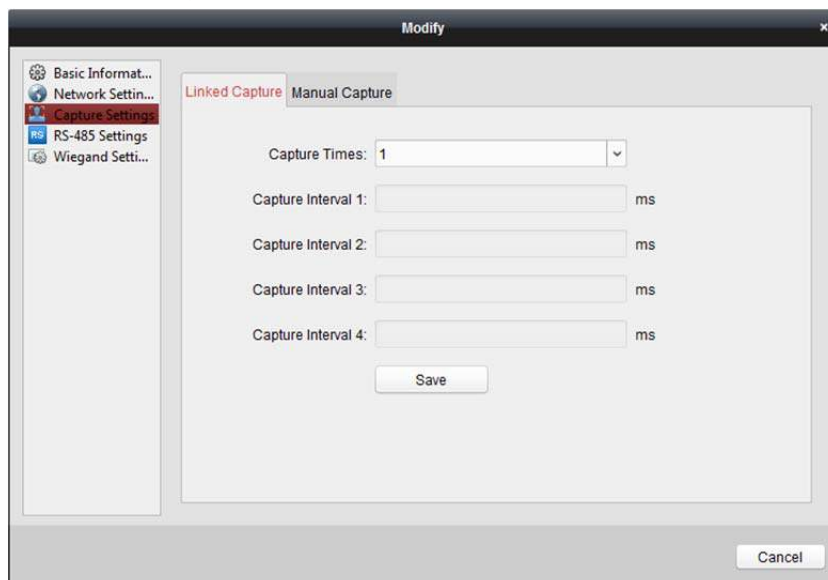 Modify
×
Basic Informat...
Network Settin...
Capture Settings
RS RS-485 Settings
Wiegand Setti...
Linked Capture Manual Capture
Capture Times: 1
Capture Interval 1: ms
Capture Interval 2: ms
Capture Interval 3: ms
Capture Interval 4: ms
Save
Cancel